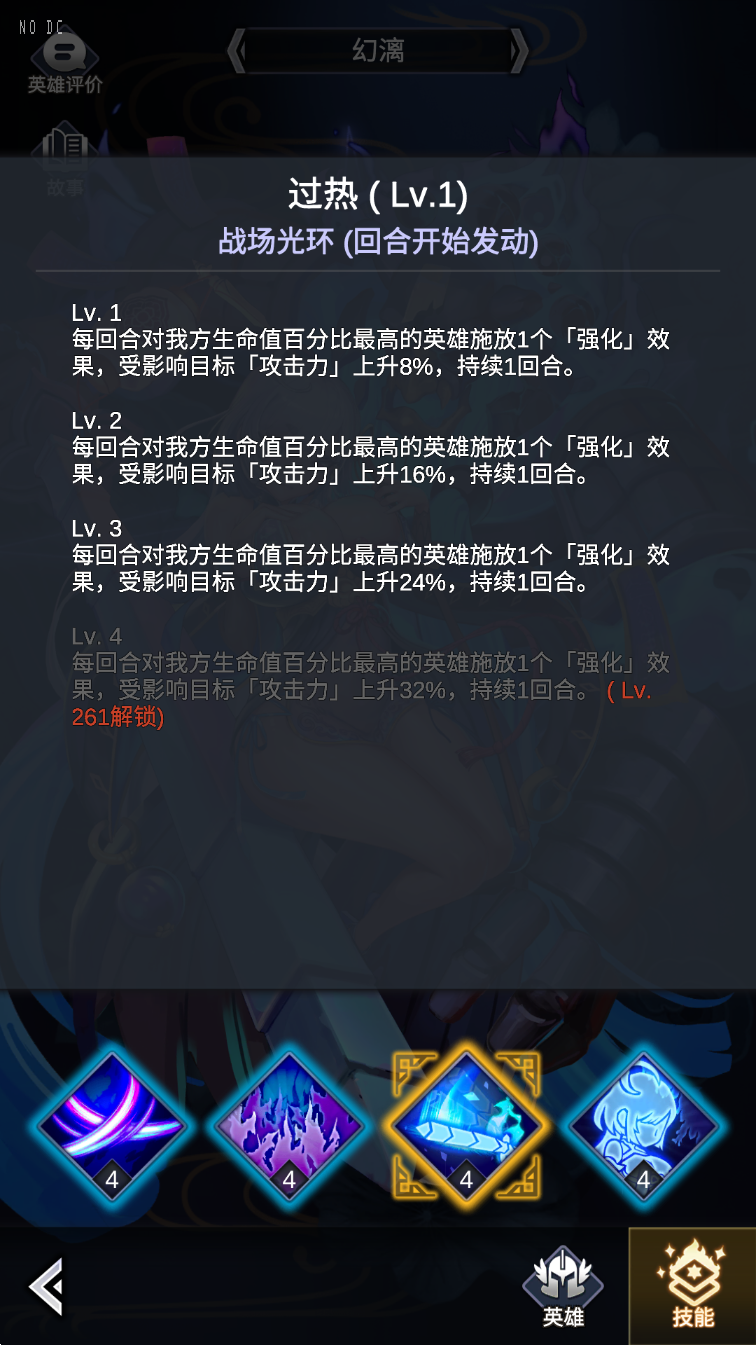 NO DC
英雄评价
幻漓
故事
过热 ( Lv.1)
战场光环 (回合开始发动)
Lv. 1
每回合对我方生命值百分比最高的英雄施放1个「强化」效
果，受影响目标「攻击力」上升8%，持续1回合。
Lv. 2
每回合对我方生命值百分比最高的英雄施放1个「强化」效
果，受影响目标「攻击力」上升16%，持续1回合。
Lv. 3
每回合对我方生命值百分比最高的英雄施放1个「强化」效
果，受影响目标「攻击力」上升24%，持续1回合。
Lv. 4
每回合对我方生命值百分比最高的英雄施放1个「强化」效
果，受影响目标「攻击力」上升32%，持续1回合。 ( Lv.
261解锁)
4
4
4
4
英雄
技能